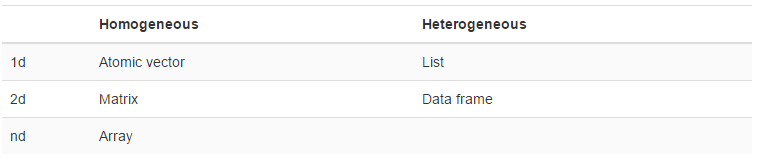 Homogeneous Heterogeneous
1d Atomic vector List
2d Matrix Data frame
nd Array